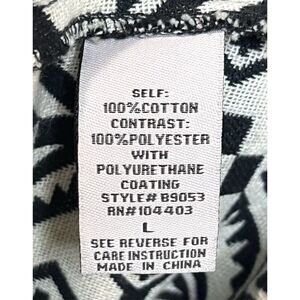 SELF:
100%COTTON
CONTRAST:
100%POLYESTER
WITH
POLYURETHANE
COATING
STYLE# B9053
RN#104403
L
SEE REVERSE FOR
CARE INSTRUCTION
MADE IN CHINA